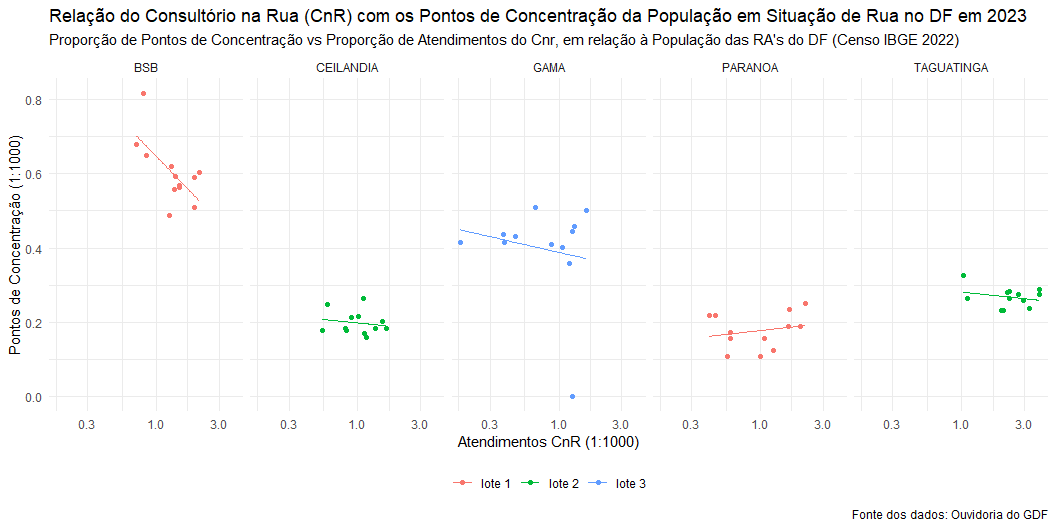 Relação do Consultório na Rua (CnR) com os Pontos de Concentração da População em Situação de Rua no DF em 2023
Proporção de Pontos de Concentração vs Proporção de Atendimentos do Cnr, em relação à População das RA's do DF (Censo IBGE 2022)
BSB CEILANDIA GAMA PARANOA TAGUATINGA
Pontos de Concentração (1:1000)
0.8
0.6
0.4
0.2
0.0
0.3 1.0 3.0 0.3 1.0 3.0 0.3 1.0 3.0 0.3 1.0 3.0 0.3 1.0 3.0
Atendimentos CnR (1:1000)
lote 1 lote 2 lote 3
Fonte dos dados: Ouvidoria do GDF